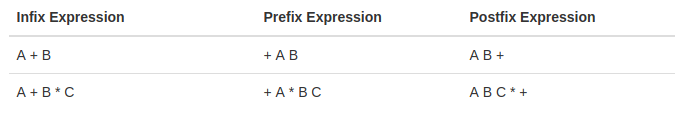 Infix Expression Prefix Expression Postfix Expression
A + B + A B A B +
A + B * C + A * B C A B C * +